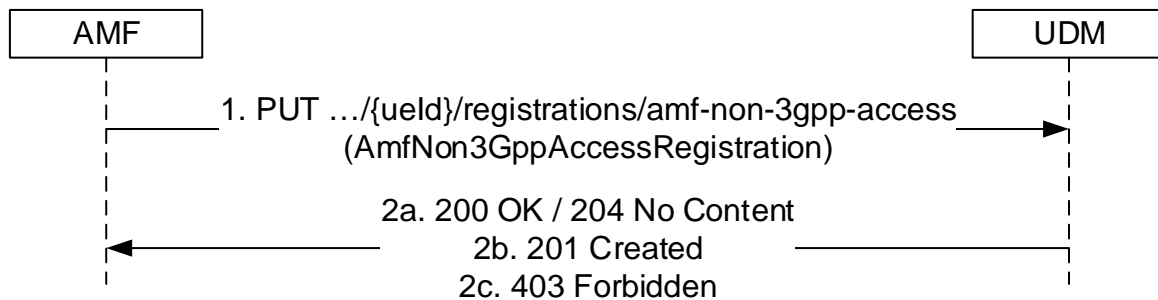 AMF
UDM
1. PUT …/{ueId}/registrations/amf-non-3gpp-access
(AmfNon3GppAccessRegistration)
2a. 200 OK / 204 No Content
2b. 201 Created
2c. 403 Forbidden